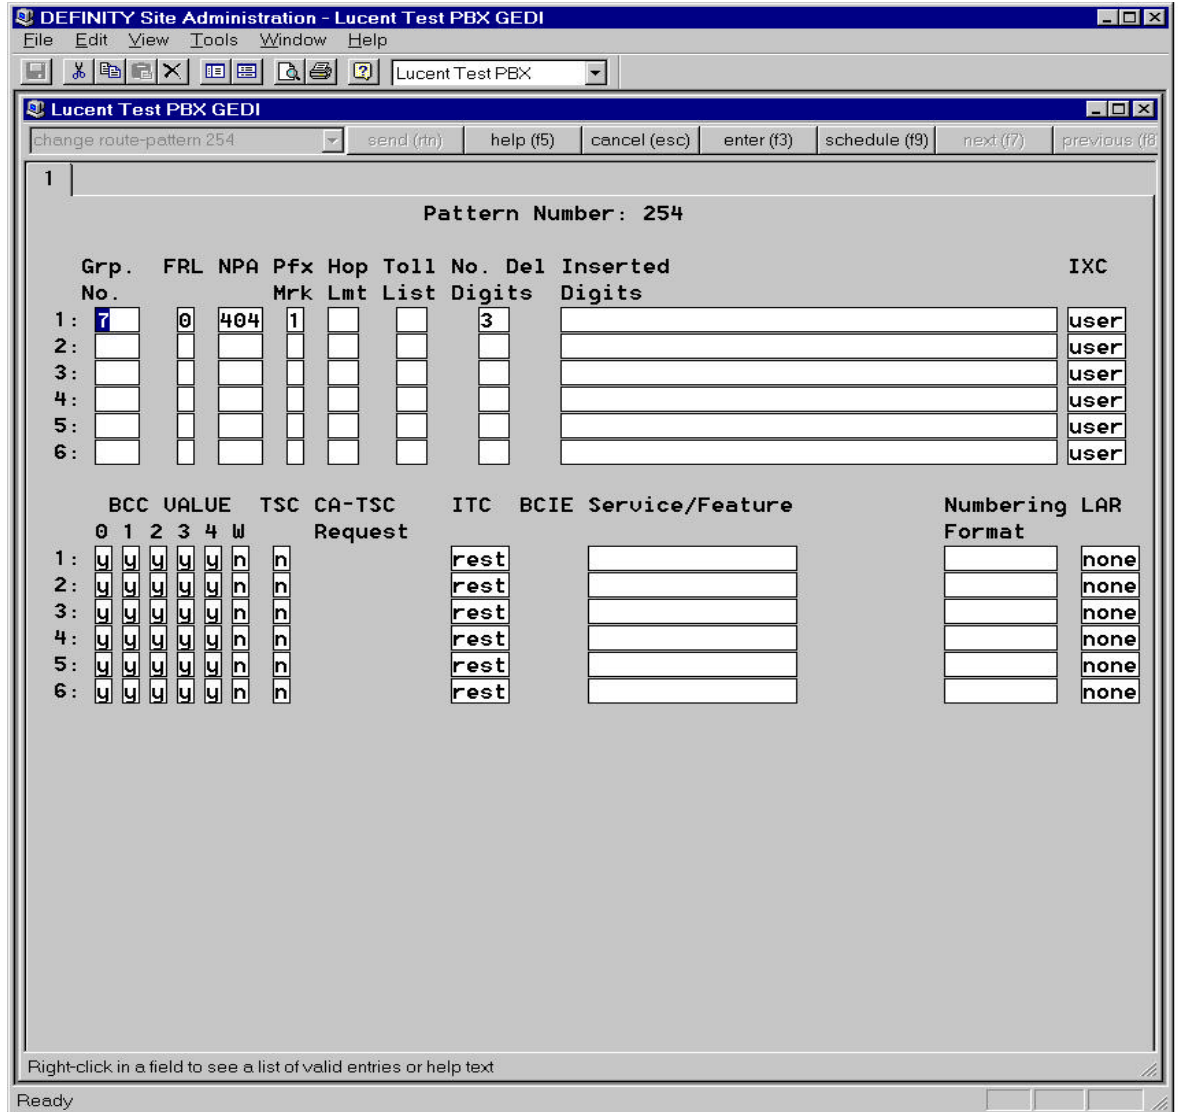 DEFINITY Site Administration - Lucent Test PBX GEDI
File Edit View Tools Window Help
Lucent Test PBX
Lucent Test PBX GEDI
change route-pattern 254 send (rtn) help (f5) cancel (esc) enter (f3) schedule (f9) next (f7) previous (f8
1
Pattern Number: 254
Grp. FRL NPA Pfx Hop Toll No. Del Inserted IXC
No. Mrk Lmt List Digits Digits
1: 7 0 404 1 3 user
2: user
3: user
4: user
5: user
6: user
BCC VALUE TSC CA-TSC ITC BCIE Service/Feature Numbering LAR
0 1 2 3 4 W Request Format
1: y y y y y n n rest none
2: y y y y y n n rest none
3: y y y y y n n rest none
4: y y y y y n n rest none
5: y y y y y n n rest none
6: y y y y y n n rest none
Right-click in a field to see a list of valid entries or help text
Ready